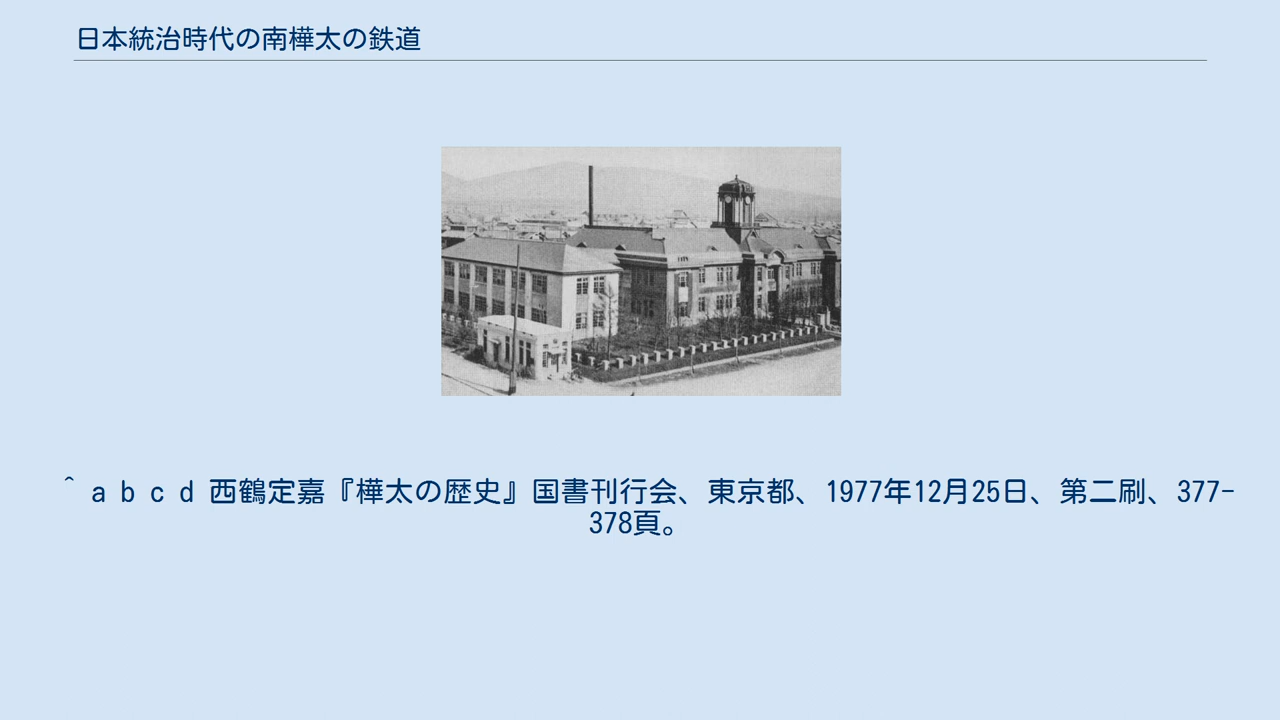 日本統治時代の南樺太の鉄道
^ a b c d 西鶴定嘉『樺太の歴史』国書刊行会、東京都、1977年12月25日、第二刷、377-
378頁。